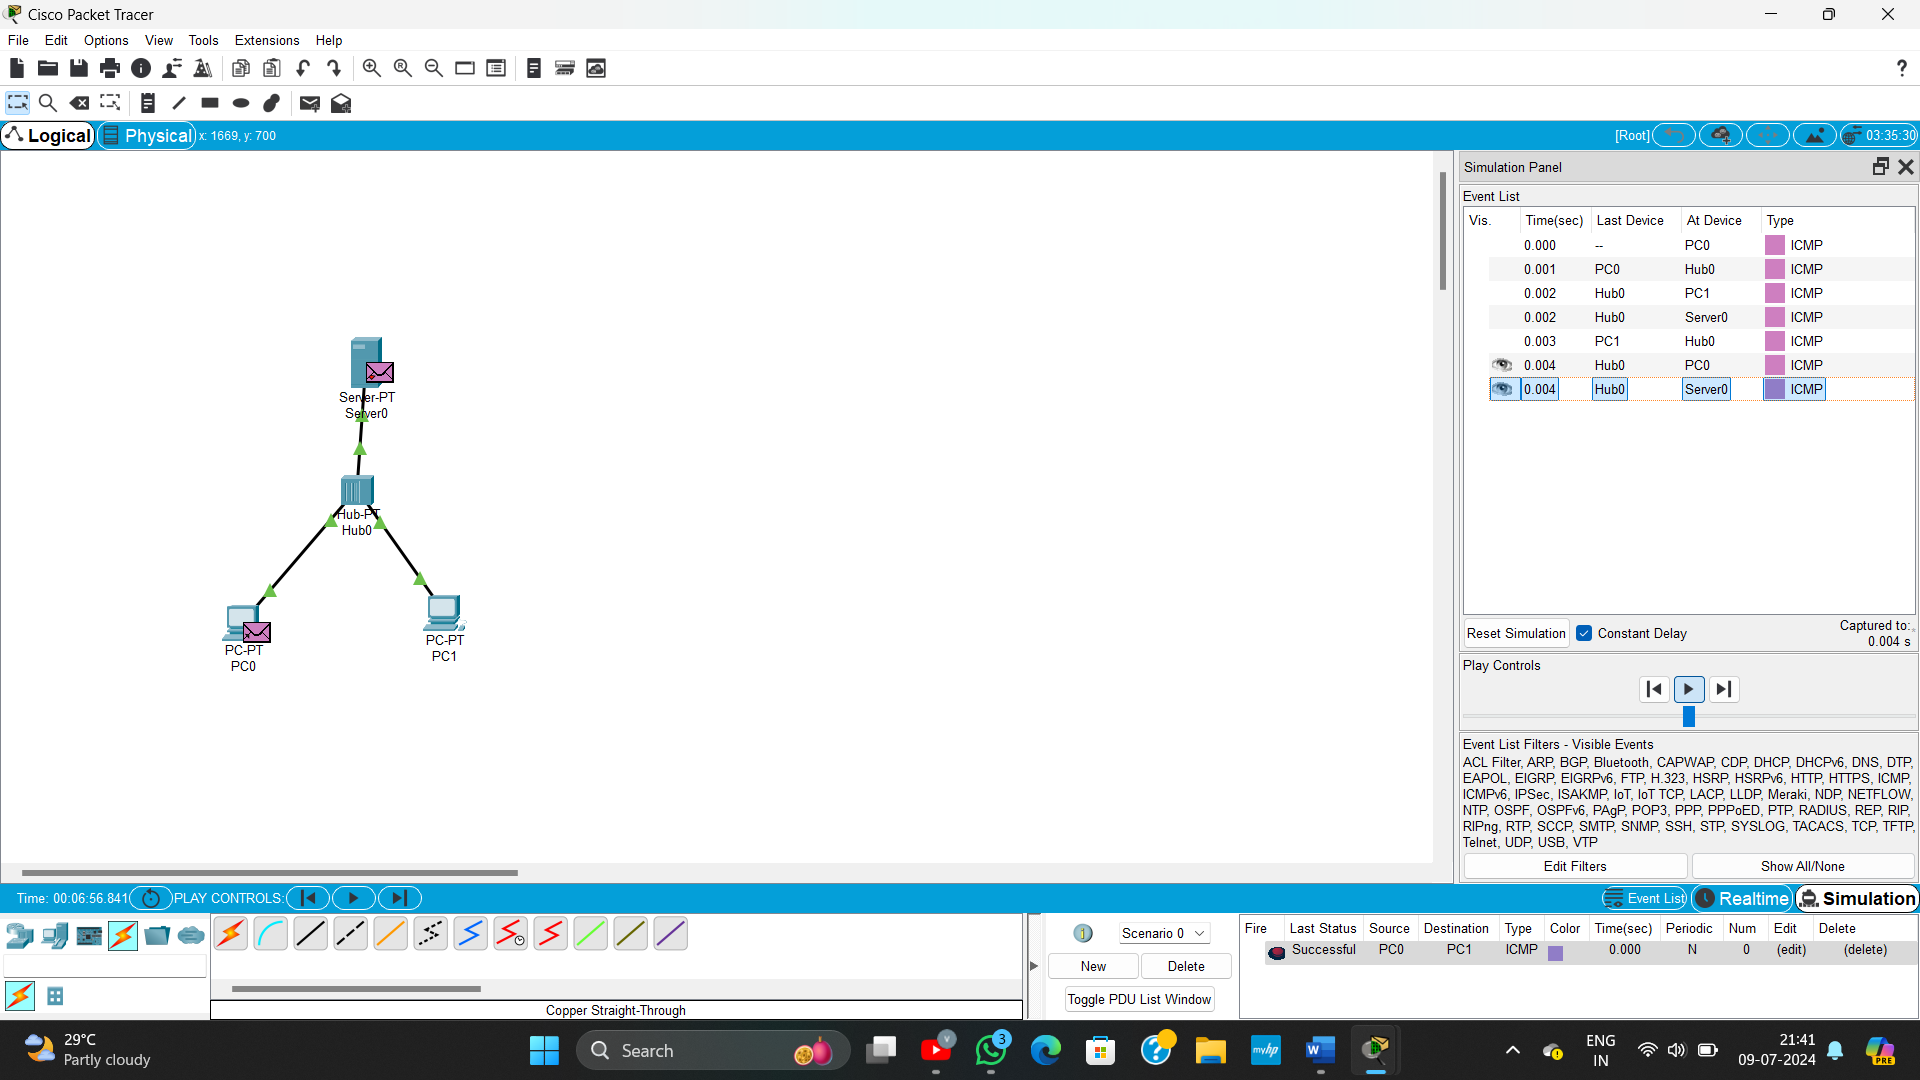 Cisco Packet Tracer
File Edit Options View Tools Extensions Help
?
Logical Physical x: 1669, y: 700 [Root] 03:35:30
Simulation Panel
Event List
Vis. Time(sec) Last Device At Device Type
0.000 -- PC0 ICMP
0.001 PC0 Hub0 ICMP
0.002 Hub0 PC1 ICMP
0.002 Hub0 Server0 ICMP
0.003 PC1 Hub0 ICMP
0.004 Hub0 PC0 ICMP
0.004 Hub0 Server0 ICMP
Server-PT
Server0
Hub-PT
Hub0
PC-PT
PC0
PC-PT
PC1
Reset Simulation Constant Delay
Captured to:
0.004 s
Play Controls
Event List Filters - Visible Events
ACL Filter, ARP, BGP, Bluetooth, CAPWAP, CDP, DHCP, DHCPv6, DNS, DTP,
EAPOL, EIGRP, EIGRPv6, FTP, H.323, HSRP, HSRPv6, HTTP, HTTPS, ICMP,
ICMPv6, IPSec, ISAKMP, IoT, IoT TCP, LACP, LLDP, Meraki, NDP, NETFLOW,
NTP, OSPF, OSPFv6, PAgP, POP3, PPP, PPPoED, PTP, RADIUS, REP, RIP,
RIPng, RTP, SCCP, SMTP, SNMP, SSH, STP, SYSLOG, TACACS, TCP, TFTP,
Telnet, UDP, USB, VTP
Edit Filters Show All/None
Time: 00:06:56.841 PLAY CONTROLS: Event List Realtime Simulation
Scenario 0
New Delete
Toggle PDU List Window
Fire Last Status Source Destination Type Color Time(sec) Periodic Num Edit Delete
Successful PC0 PC1 ICMP 0.000 N 0 (edit) (delete)
Copper Straight-Through
29°C
Partly cloudy
Search
V
3
myhp
W
ENG
IN
21:41
09-07-2024
PRE